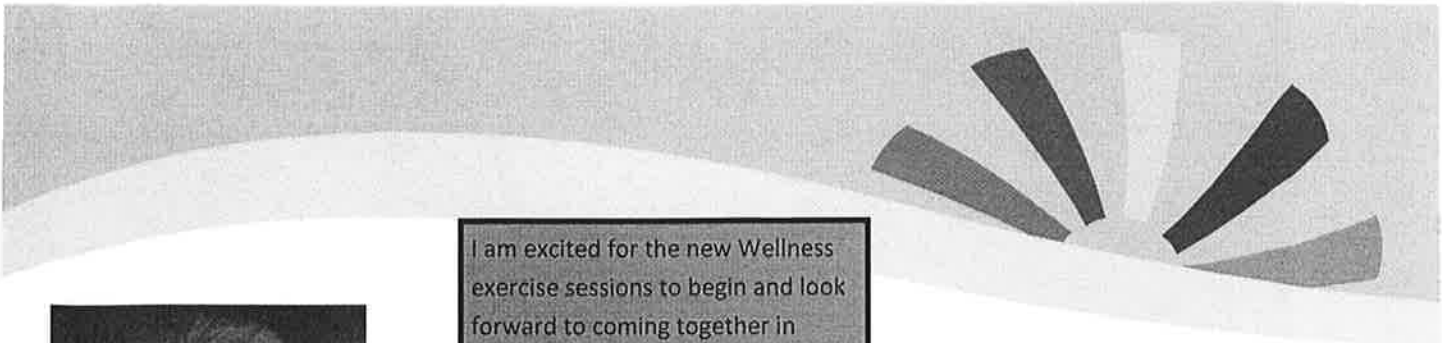 I am excited for the new Wellness
exercise sessions to begin and look
forward to coming together in